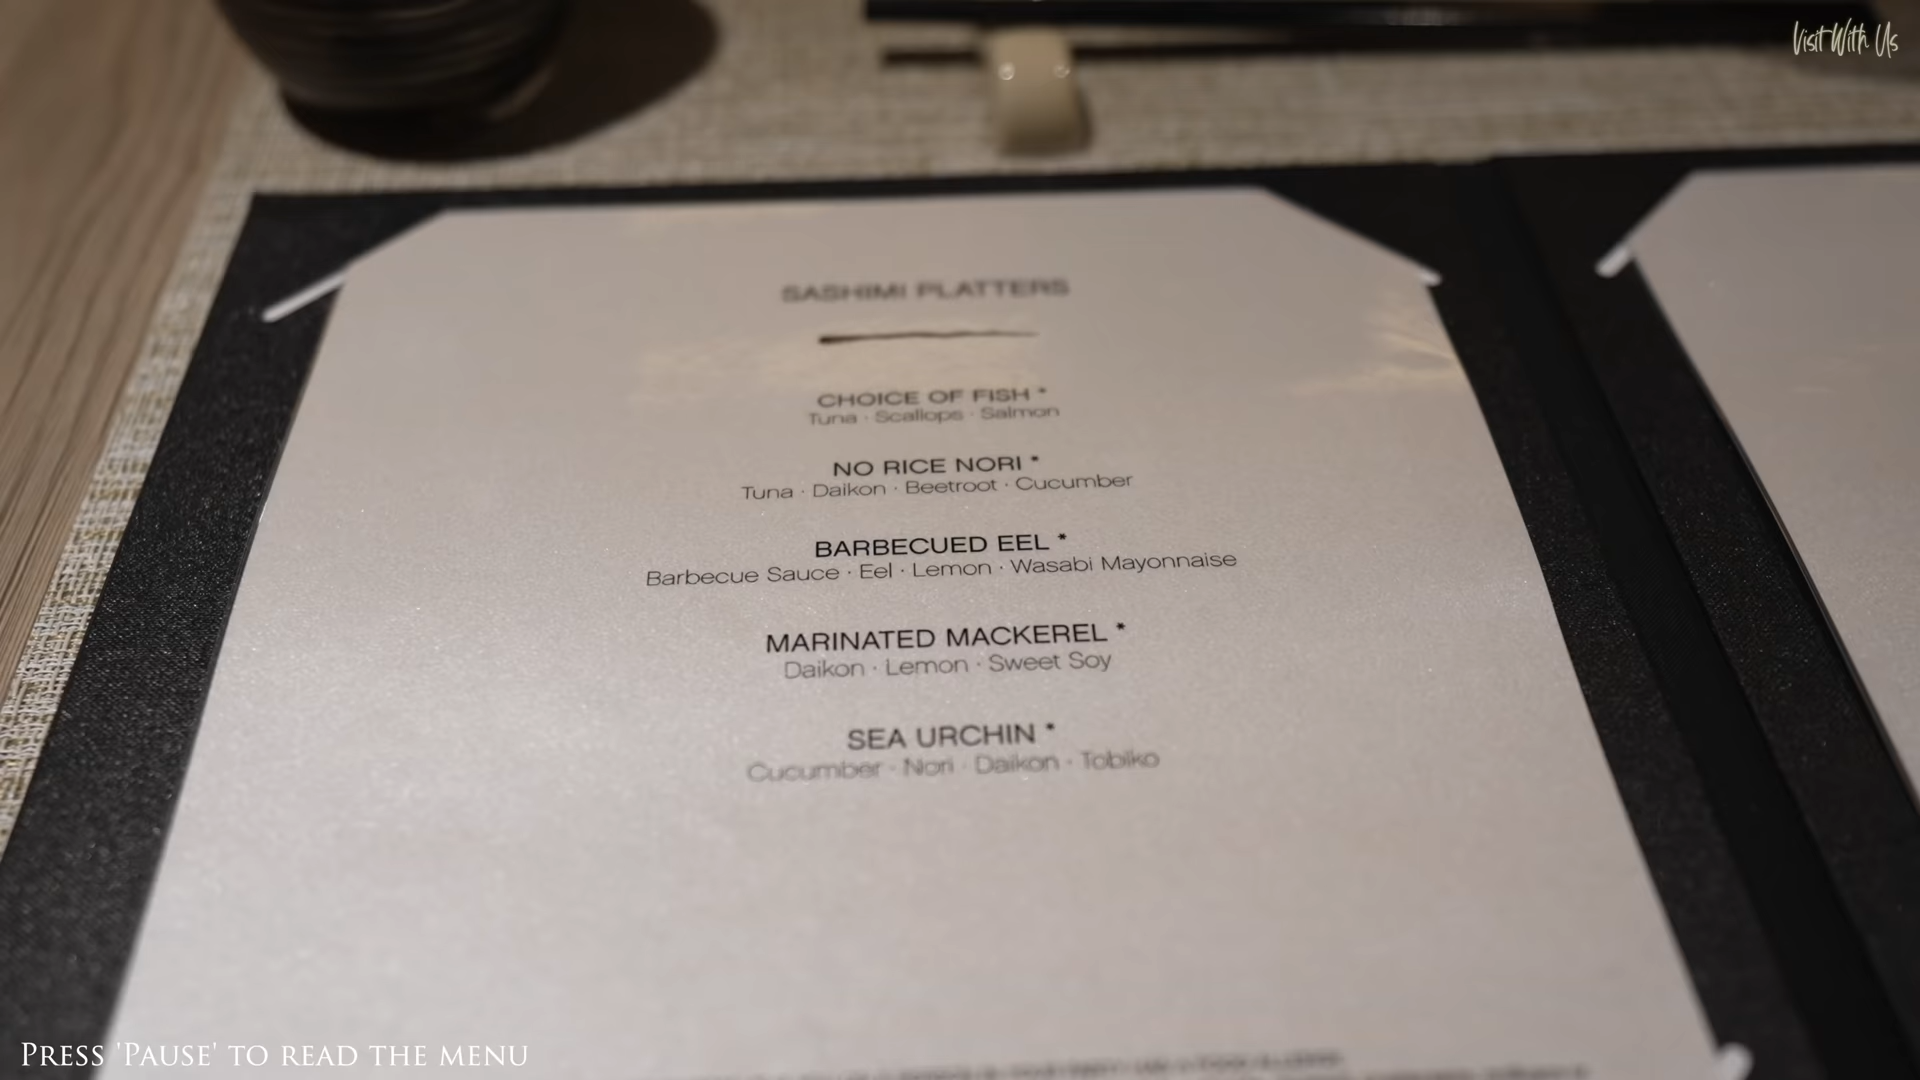 Visit With Us
SASHIMI PLATTERS
CHOICE OF FISH *
Tuna · Scallops · Salmon
NO RICE NORI *
Tuna · Daikon · Beetroot · Cucumber
BARBECUED EEL *
Barbecue Sauce · Eel · Lemon · Wasabi Mayonnaise
MARINATED MACKEREL *
Daikon · Lemon · Sweet Soy
SEA URCHIN *
Cucumber · Nori · Daikon · Tobiko
PRESS 'PAUSE' TO READ THE MENU